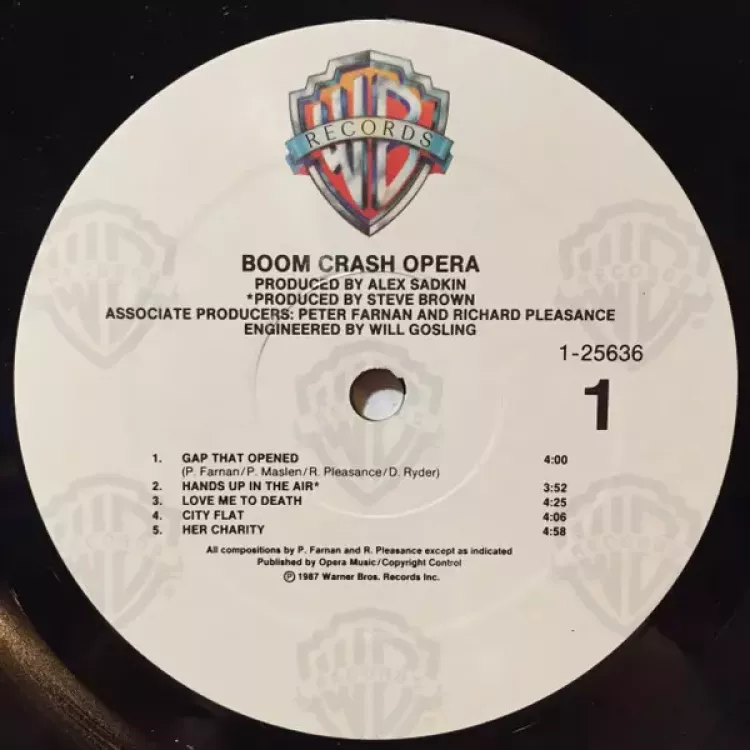 RECORDS
BOOM CRASH OPERA
PRODUCED BY ALEX SADKIN
*PRODUCED BY STEVE BROWN
ASSOCIATE PRODUCERS: PETER FARNAN AND RICHARD PLEASANCE
ENGINEERED BY WILL GOSLING
1-25636
1
1. GAP THAT OPENED 4:00
(P. Farnan/P. Maslen/R. Pleasance/D. Ryder)
2. HANDS UP IN THE AIR* 3:52
3. LOVE ME TO DEATH 4:25
4. CITY FLAT 4:06
5. HER CHARITY 4:58
All compositions by P. Farnan and R. Pleasance except as indicated
Published by Opera Music/Copyright Control
℗ 1987 Warner Bros. Records Inc.